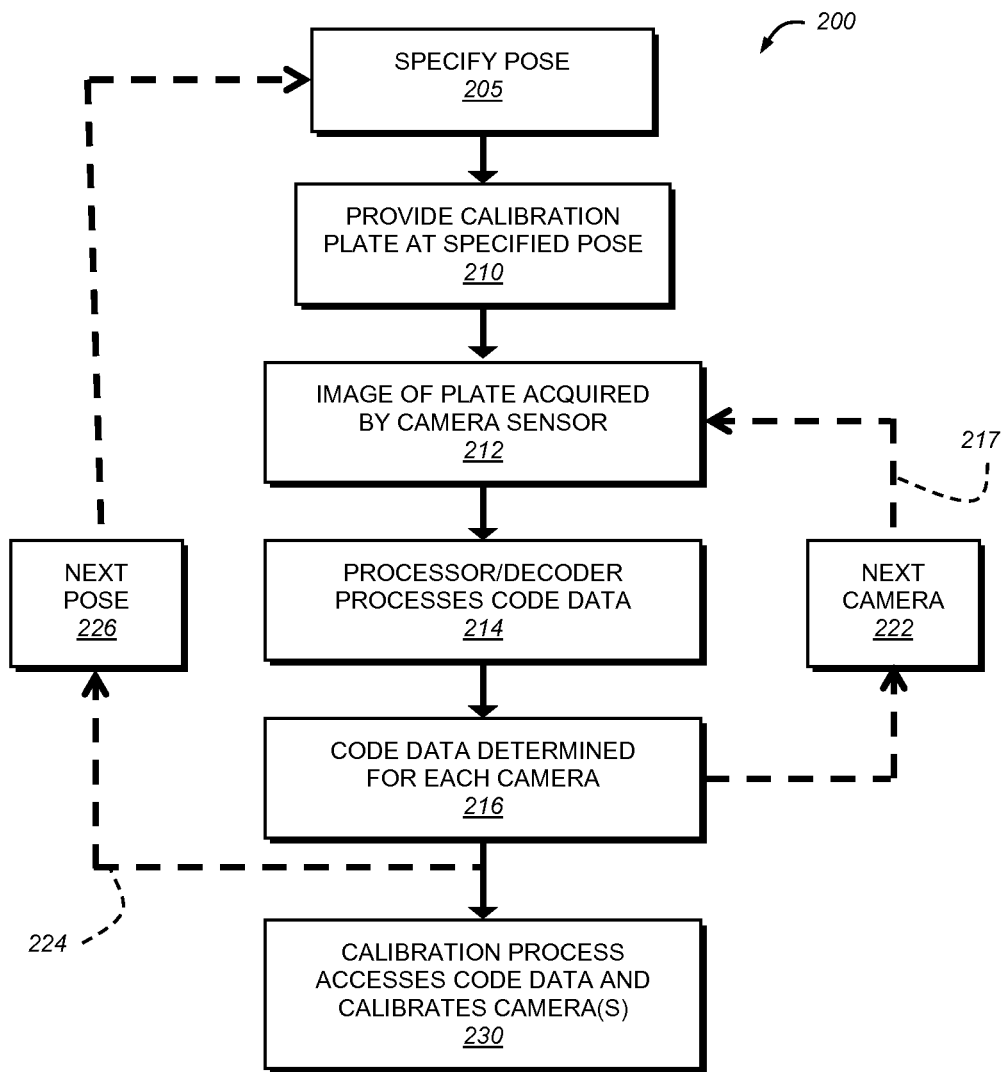 200
SPECIFY POSE
205
PROVIDE CALIBRATION
PLATE AT SPECIFIED POSE
210
IMAGE OF PLATE ACQUIRED
BY CAMERA SENSOR
212
217
NEXT
POSE
226
PROCESSOR/DECODER
PROCESSES CODE DATA
214
NEXT
CAMERA
222
CODE DATA DETERMINED
FOR EACH CAMERA
216
224
CALIBRATION PROCESS
ACCESSES CODE DATA AND
CALIBRATES CAMERA(S)
230